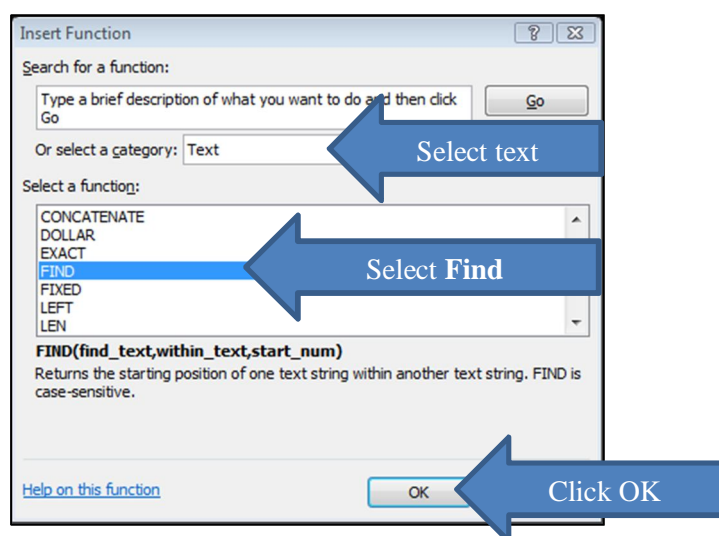 Insert Function
Search for a function:
Type a brief description of what you want to do and then click
Go
Go
Or select a category: Text
Select text
Select a function:
CONCATENATE
DOLLAR
EXACT
FIND
Select Find
FIXED
LEFT
LEN
FIND(find_text,within_text,start_num)
Returns the starting position of one text string within another text string. FIND is
case-sensitive.
Help on this function
OK
Click OK